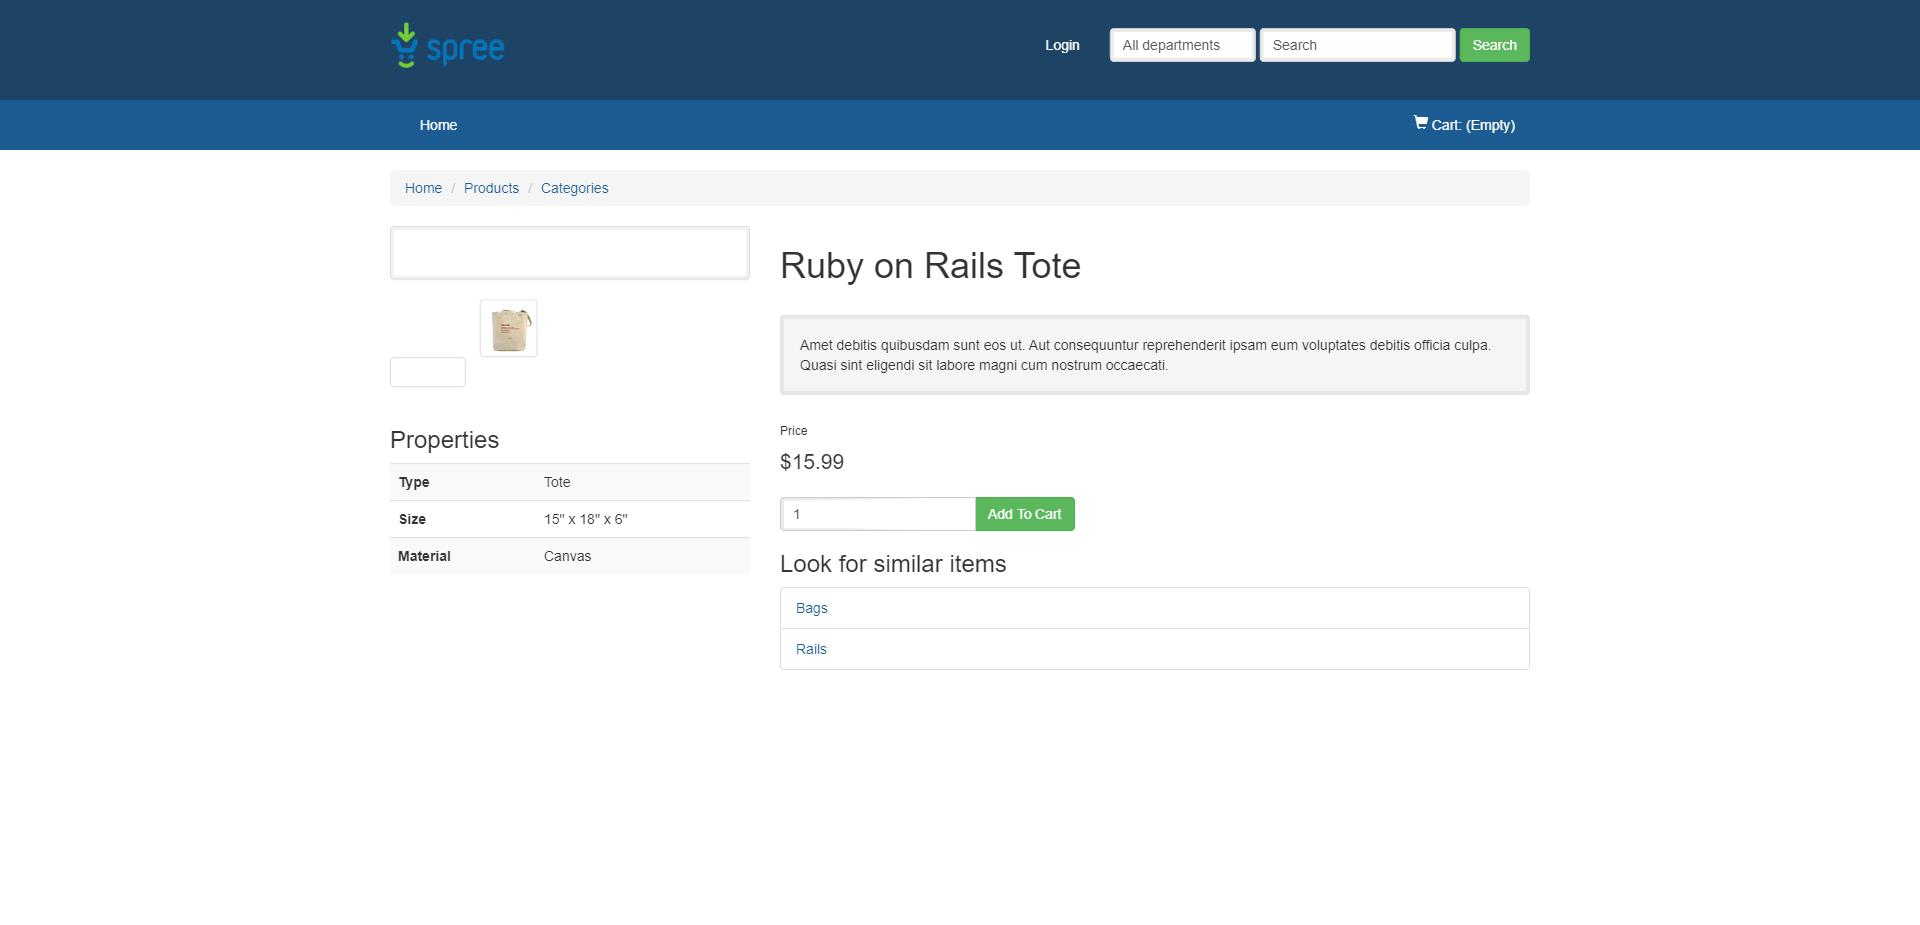 spree
Login
All departments
Search
Search
Home
Cart: (Empty)
Home / Products / Categories
Ruby on Rails Tote
Amet debitis quibusdam sunt eos ut. Aut consequuntur reprehenderit ipsam eum voluptates debitis officia culpa.
Quasi sint eligendi sit labore magni cum nostrum occaecati.
Price
$15.99
1
Add To Cart
Properties
Type Tote
Size 15" x 18" x 6"
Material Canvas
Look for similar items
Bags
Rails